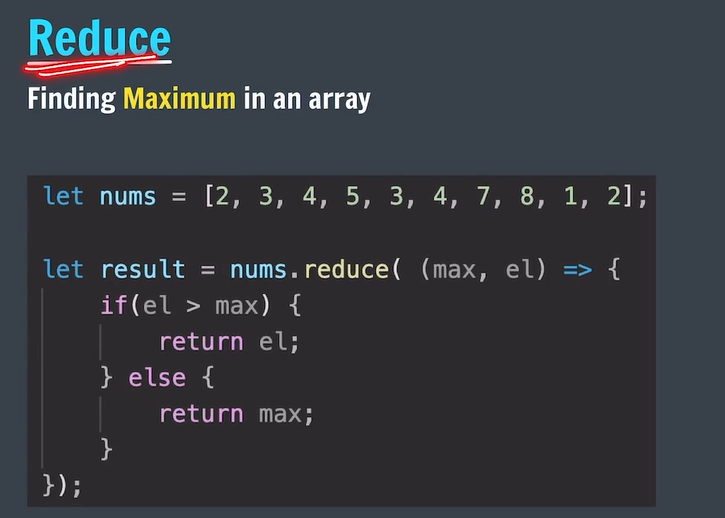 Reduce
Finding Maximum in an array
let nums = [2, 3, 4, 5, 3, 4, 7, 8, 1, 2];
let result = nums.reduce( (max, el) => {
    if(el > max) {
        return el;
    } else {
        return max;
    }
});